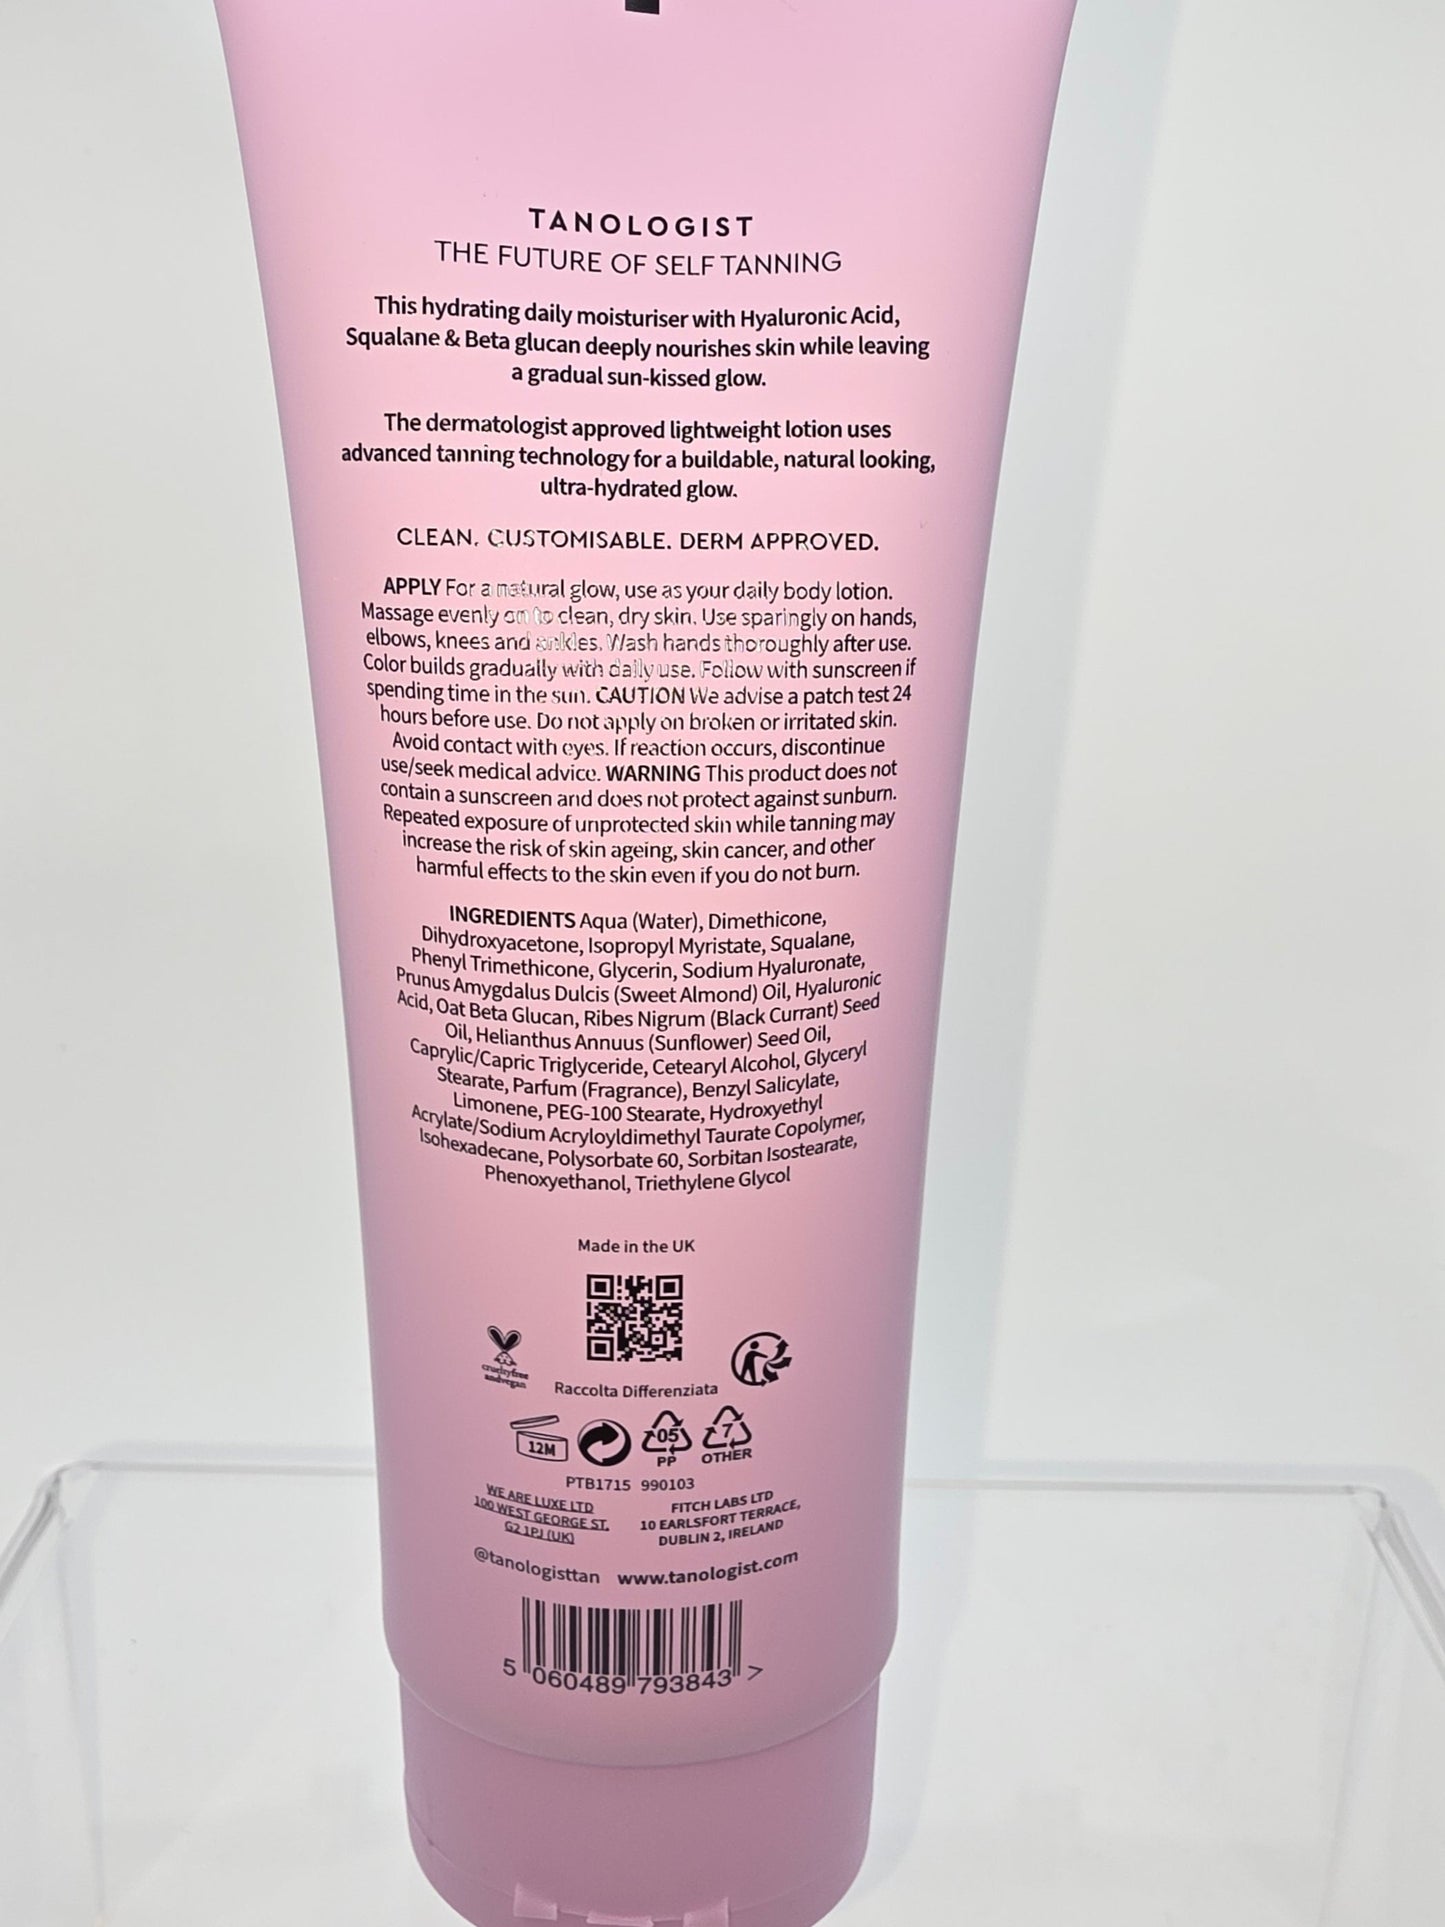 TANOLOGIST
THE FUTURE OF SELF TANNING
This hydrating daily moisturiser with Hyaluronic Acid,
Squalane & Beta glucan deeply nourishes skin while leaving
a gradual sun-kissed glow.
The dermatologist approved lightweight lotion uses
advanced tanning technology for a buildable, natural looking,
ultra-hydrated glow.
CLEAN. CUSTOMISABLE. DERM APPROVED.
APPLY For a natural glow, use as your daily body lotion.
Massage evenly on to clean, dry skin. Use sparingly on hands,
elbows, knees and ankles. Wash hands thoroughly after use.
Color builds gradually with daily use. Follow with sunscreen if
spending time in the sun. CAUTION We advise a patch test 24
hours before use. Do not apply on broken or irritated skin.
Avoid contact with eyes. If reaction occurs, discontinue
use/seek medical advice. WARNING This product does not
contain a sunscreen and does not protect against sunburn.
Repeated exposure of unprotected skin while tanning may
increase the risk of skin ageing, skin cancer, and other
harmful effects to the skin even if you do not burn.
INGREDIENTS Aqua (Water), Dimethicone,
Dihydroxyacetone, Isopropyl Myristate, Squalane,
Phenyl Trimethicone, Glycerin, Sodium Hyaluronate,
Prunus Amygdalus Dulcis (Sweet Almond) Oil, Hyaluronic
Acid, Oat Beta Glucan, Ribes Nigrum (Black Currant) Seed
Oil, Helianthus Annuus (Sunflower) Seed Oil,
Caprylic/Capric Triglyceride, Cetearyl Alcohol, Glyceryl
Stearate, Parfum (Fragrance), Benzyl Salicylate,
Limonene, PEG-100 Stearate, Hydroxyethyl
Acrylate/Sodium Acryloyldimethyl Taurate Copolymer,
Isohexadecane, Polysorbate 60, Sorbitan Isostearate,
Phenoxyethanol, Triethylene Glycol
Made in the UK
crueltyfree
andvegan
Raccolta Differenziata
12M
05
PP
7
OTHER
PTB1715 990103
WE ARE LUXE LTD
100 WEST GEORGE ST,
G2 1PJ (UK)
FITCH LABS LTD
10 EARLSFORT TERRACE,
DUBLIN 2, IRELAND
@tanologisttan www.tanologist.com
5 060489 793843 >